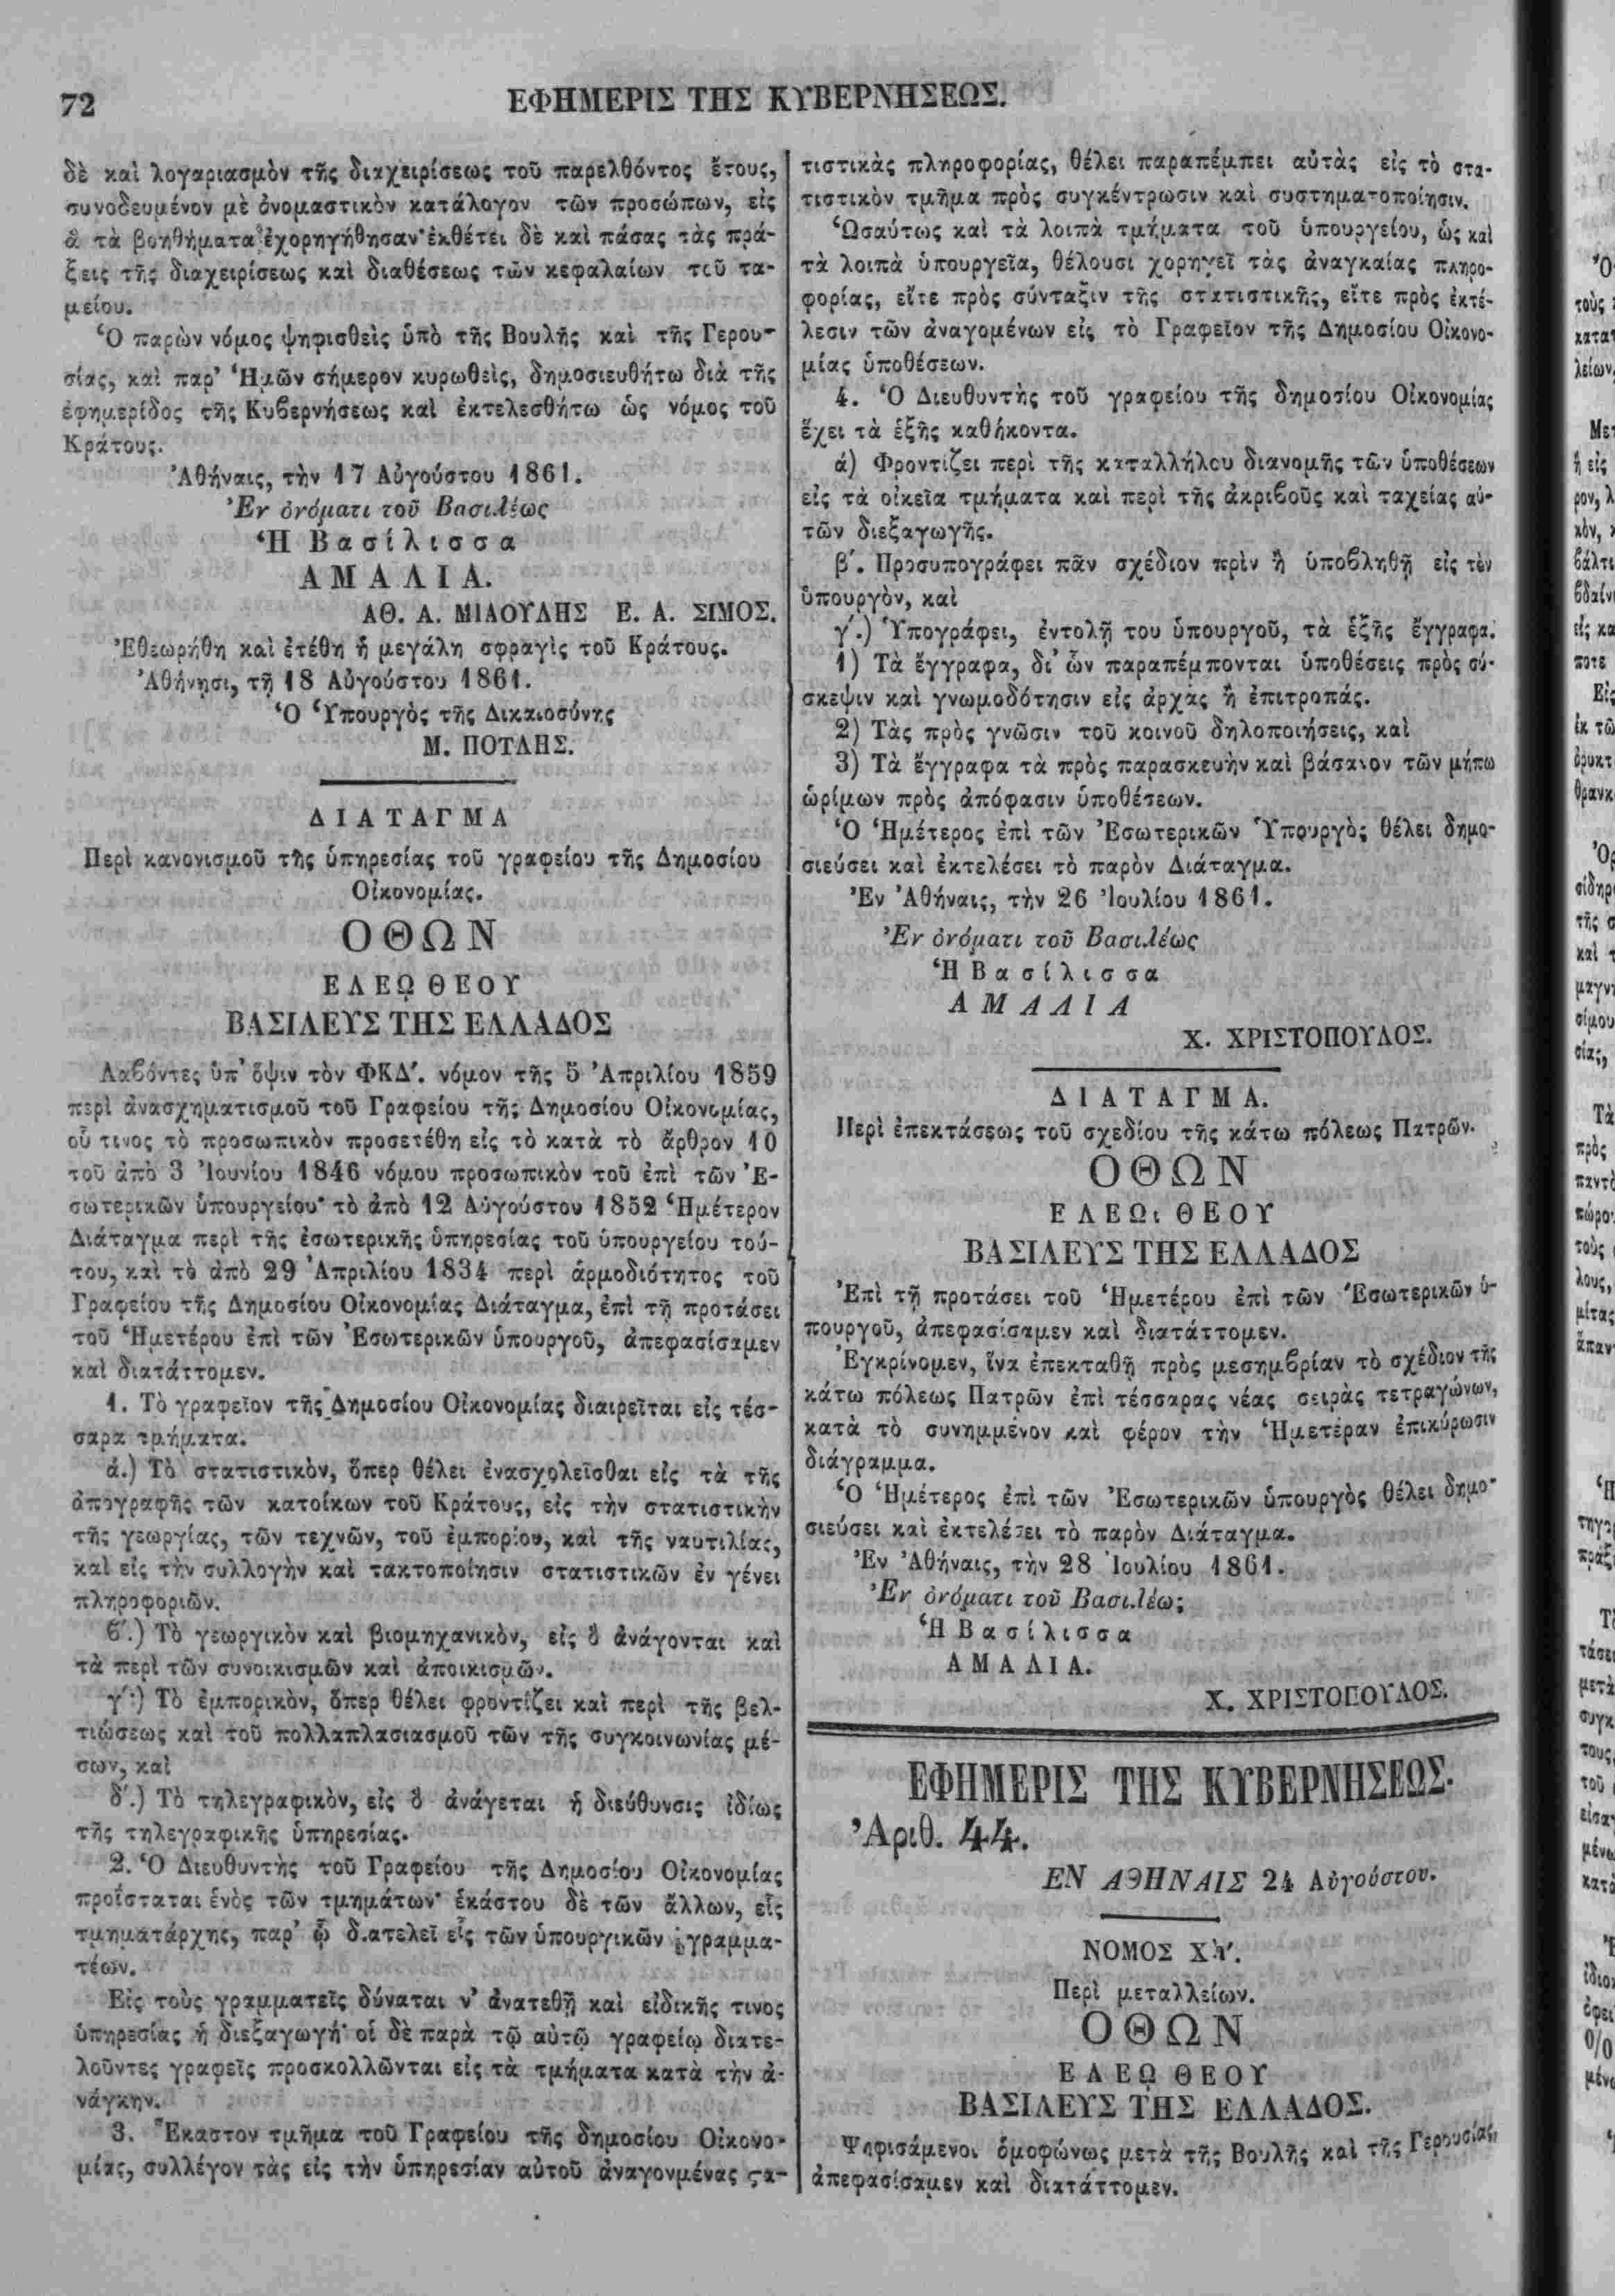 72
ΕΦΗΜΕΡΙΣ ΤΗΣ ΚΥΒΕΡΝΗΣΕΩΣ.
δὲ καὶ λογαριασμὸν τῆς διαχειρίσεως τοῦ παρελθόντος ἔτους,
συνοδευμένον μὲ ὀνομαστικὸν κατάλογον τῶν προσώπων, εἰς
ἃ τὰ βοηθήματα ἐχορηγήθησαν· ἐκθέτει δὲ καὶ πάσας τὰς πρά-
ξεις τῆς διαχειρίσεως καὶ διαθέσεως τῶν κεφαλαίων τοῦ τα-
μείου.
Ὁ παρὼν νόμος ψηφισθεὶς ὑπὸ τῆς Βουλῆς καὶ τῆς Γερου-
σίας, καὶ παρ' Ἡμῶν σήμερον κυρωθεὶς, δημοσιευθήτω διὰ τῆς
ἐφημερίδος τῆς Κυβερνήσεως καὶ ἐκτελεσθήτω ὡς νόμος τοῦ
Κράτους.
Ἀθήναις, τὴν 17 Αὐγούστου 1861.
Ἐν ὀνόματι τοῦ Βασιλέως
Ἡ Βασίλισσα
ΑΜΑΛΙΑ.
ΑΘ. Α. ΜΙΑΟΥΛΗΣ Ε. Α. ΣΙΜΟΣ.
Ἐθεωρήθη καὶ ἐτέθη ἡ μεγάλη σφραγὶς τοῦ Κράτους.
Ἀθήνησι, τῇ 18 Αὐγούστου 1861.
Ὁ Ὑπουργὸς τῆς Δικαιοσύνης
Μ. ΠΟΤΛΗΣ.
ΔΙΑΤΑΓΜΑ
Περὶ κανονισμοῦ τῆς ὑπηρεσίας τοῦ γραφείου τῆς Δημοσίου
Οἰκονομίας.
ΟΘΩΝ
ΕΛΕῼ ΘΕΟΥ
ΒΑΣΙΛΕΥΣ ΤΗΣ ΕΛΛΑΔΟΣ
Λαβόντες ὑπ' ὄψιν τὸν ΦΚΔ'. νόμον τῆς 5 Ἀπριλίου 1859
περὶ ἀνασχηματισμοῦ τοῦ Γραφείου τῆς Δημοσίου Οἰκονομίας,
οὗ τινος τὸ προσωπικὸν προσετέθη εἰς τὸ κατὰ τὸ ἄρθρον 10
τοῦ ἀπὸ 3 Ἰουνίου 1846 νόμου προσωπικὸν τοῦ ἐπὶ τῶν Ἐ-
σωτερικῶν ὑπουργείου· τὸ ἀπὸ 12 Αὐγούστου 1852 Ἡμέτερον
Διάταγμα περὶ τῆς ἐσωτερικῆς ὑπηρεσίας τοῦ ὑπουργείου τού-
του, καὶ τὸ ἀπὸ 29 Ἀπριλίου 1834 περὶ ἁρμοδιότητος τοῦ
Γραφείου τῆς Δημοσίου Οἰκονομίας Διάταγμα, ἐπὶ τῇ προτάσει
τοῦ Ἡμετέρου ἐπὶ τῶν Ἐσωτερικῶν ὑπουργοῦ, ἀπεφασίσαμεν
καὶ διατάττομεν.
1. Τὸ γραφεῖον τῆς Δημοσίου Οἰκονομίας διαιρεῖται εἰς τέσ-
σαρα τμήματα.
ά.) Τὸ στατιστικὸν, ὅπερ θέλει ἐνασχολεῖσθαι εἰς τὰ τῆς
ἀπογραφῆς τῶν κατοίκων τοῦ Κράτους, εἰς τὴν στατιστικὴν
τῆς γεωργίας, τῶν τεχνῶν, τοῦ ἐμπορίου, καὶ τῆς ναυτιλίας,
καὶ εἰς τὴν συλλογὴν καὶ τακτοποίησιν στατιστικῶν ἐν γένει
πληροφοριῶν.
β'.) Τὸ γεωργικὸν καὶ βιομηχανικὸν, εἰς ὃ ἀνάγονται καὶ
τὰ περὶ τῶν συνοικισμῶν καὶ ἀποικισμῶν.
γ'.) Τὸ ἐμπορικὸν, ὅπερ θέλει φροντίζει καὶ περὶ τῆς βελ-
τιώσεως καὶ τοῦ πολλαπλασιασμοῦ τῶν τῆς συγκοινωνίας μέ-
σων, καὶ
δ'.) Τὸ τηλεγραφικὸν, εἰς ὃ ἀνάγεται ἡ διεύθυνσις ἰδίως
τῆς τηλεγραφικῆς ὑπηρεσίας.
2. Ὁ Διευθυντὴς τοῦ Γραφείου τῆς Δημοσίου Οἰκονομίας
προΐσταται ἑνὸς τῶν τμημάτων· ἑκάστου δὲ τῶν ἄλλων, εἷς
τμηματάρχης, παρ' ᾧ διατελεῖ εἷς τῶν ὑπουργικῶν γραμμα-
τέων.
Εἰς τοὺς γραμματεῖς δύναται ν' ἀνατεθῇ καὶ εἰδικῆς τινος
ὑπηρεσίας ἡ διεξαγωγή· οἱ δὲ παρὰ τῷ αὐτῷ γραφείῳ διατε-
λοῦντες γραφεῖς προσκολλῶνται εἰς τὰ τμήματα κατὰ τὴν ἀ-
νάγκην.
3. Ἕκαστον τμῆμα τοῦ Γραφείου τῆς δημοσίου Οἰκονο-
μίας, συλλέγον τὰς εἰς τὴν ὑπηρεσίαν αὐτοῦ ἀναγονμένας ςα-
τιστικὰς πληροφορίας, θέλει παραπέμπει αὐτὰς εἰς τὸ στα-
τιστικὸν τμῆμα πρὸς συγκέντρωσιν καὶ συστηματοποίησιν.
Ὡσαύτως καὶ τὰ λοιπὰ τμήματα τοῦ ὑπουργείου, ὡς καὶ
τὰ λοιπὰ ὑπουργεῖα, θέλουσι χορηγεῖ τὰς ἀναγκαίας πληρο-
φορίας, εἴτε πρὸς σύνταξιν τῆς στατιστικῆς, εἴτε πρὸς ἐκτέ-
λεσιν τῶν ἀναγομένων εἰς τὸ Γραφεῖον τῆς Δημοσίου Οἰκονο-
μίας ὑποθέσεων.
4. Ὁ Διευθυντὴς τοῦ γραφείου τῆς δημοσίου Οἰκονομίας
ἔχει τὰ ἑξῆς καθήκοντα.
ά) Φροντίζει περὶ τῆς καταλλήλου διανομῆς τῶν ὑποθέσεων
εἰς τὰ οἰκεῖα τμήματα καὶ περὶ τῆς ἀκριβοῦς καὶ ταχείας αὐ-
τῶν διεξαγωγῆς.
β'. Προσυπογράφει πᾶν σχέδιον πρὶν ἢ ὑποβληθῇ εἰς τὸν
ὑπουργὸν, καὶ
γ'.) Ὑπογράφει, ἐντολῇ του ὑπουργοῦ, τὰ ἑξῆς ἔγγραφα.
1) Τὰ ἔγγραφα, δι' ὧν παραπέμπονται ὑποθέσεις πρὸς σύ-
σκεψιν καὶ γνωμοδότησιν εἰς ἀρχὰς ἢ ἐπιτροπάς.
2) Τὰς πρὸς γνῶσιν τοῦ κοινοῦ δηλοποιήσεις, καὶ
3) Τὰ ἔγγραφα τὰ πρὸς παρασκευὴν καὶ βάσανον τῶν μήπω
ὡρίμων πρὸς ἀπόφασιν ὑποθέσεων.
Ὁ Ἡμέτερος ἐπὶ τῶν Ἐσωτερικῶν Ὑπουργὸς θέλει δημο-
σιεύσει καὶ ἐκτελέσει τὸ παρὸν Διάταγμα.
Ἐν Ἀθήναις, τὴν 26 Ἰουλίου 1861.
Ἐν ὀνόματι τοῦ Βασιλέως
Ἡ Βασίλισσα
ΑΜΑΛΙΑ
Χ. ΧΡΙΣΤΟΠΟΥΛΟΣ.
ΔΙΑΤΑΓΜΑ.
Περὶ ἐπεκτάσεως τοῦ σχεδίου τῆς κάτω πόλεως Πατρῶν.
ΟΘΩΝ
ΕΛΕΩι ΘΕΟΥ
ΒΑΣΙΛΕΥΣ ΤΗΣ ΕΛΛΑΔΟΣ
Ἐπὶ τῇ προτάσει τοῦ Ἡμετέρου ἐπὶ τῶν Ἐσωτερικῶν ὑ-
πουργοῦ, ἀπεφασίσαμεν καὶ διατάττομεν.
Ἐγκρίνομεν, ἵνα ἐπεκταθῇ πρὸς μεσημβρίαν τὸ σχέδιον τῆς
κάτω πόλεως Πατρῶν ἐπὶ τέσσαρας νέας σειρὰς τετραγώνων,
κατὰ τὸ συνημμένον καὶ φέρον τὴν Ἡμετέραν ἐπικύρωσιν
διάγραμμα.
Ὁ Ἡμέτερος ἐπὶ τῶν Ἐσωτερικῶν ὑπουργὸς θέλει δημο-
σιεύσει καὶ ἐκτελέσει τὸ παρὸν Διάταγμα.
Ἐν Ἀθήναις, τὴν 28 Ἰουλίου 1861.
Ἐν ὀνόματι τοῦ Βασιλέως
Ἡ Βασίλισσα
ΑΜΑΛΙΑ.
Χ. ΧΡΙΣΤΟΠΟΥΛΟΣ.
ΕΦΗΜΕΡΙΣ ΤΗΣ ΚΥΒΕΡΝΗΣΕΩΣ.
Ἀριθ. 44.
ΕΝ ΑΘΗΝΑΙΣ 24 Αὐγούστου.
ΝΟΜΟΣ
Περὶ μεταλλείων.
ΟΘΩΝ
ΕΛΕῼ ΘΕΟΥ
ΒΑΣΙΛΕΥΣ ΤΗΣ ΕΛΛΑΔΟΣ.
Ψηφισάμενοι ὁμοφώνως μετὰ τῆς Βουλῆς καὶ τῆς Γερουσίας,
ἀπεφασίσαμεν καὶ διατάττομεν.